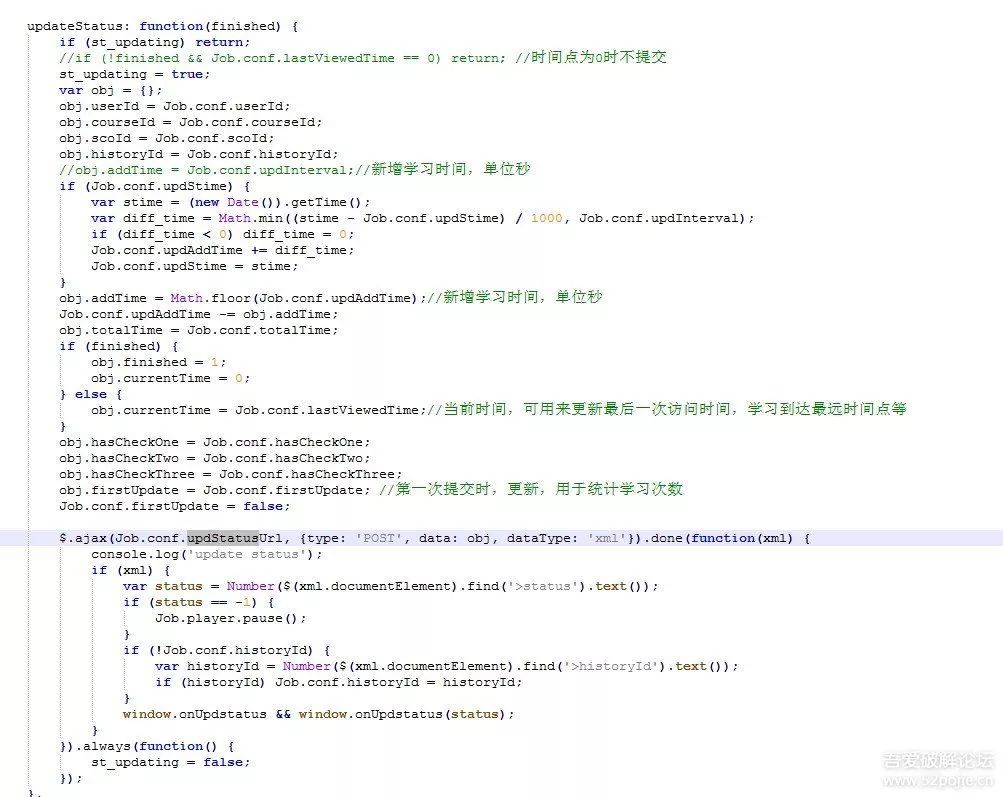 updateStatus: function(finished) {
if (st_updating) return;
//if (!finished && Job.conf.lastViewedTime == 0) return; //时间点为0时不提交
st_updating = true;
var obj = {};
obj.userId = Job.conf.userId;
obj.courseId = Job.conf.courseId;
obj.scoId = Job.conf.scoId;
obj.historyId = Job.conf.historyId;
//obj.addTime = Job.conf.updInterval;//新增学习时间，单位秒
if (Job.conf.updStime) {
var stime = (new Date()).getTime();
var diff_time = Math.min((stime - Job.conf.updStime) / 1000, Job.conf.updInterval);
if (diff_time < 0) diff_time = 0;
Job.conf.updAddTime += diff_time;
Job.conf.updStime = stime;
}
obj.addTime = Math.floor(Job.conf.updAddTime);//新增学习时间，单位秒
Job.conf.updAddTime -= obj.addTime;
obj.totalTime = Job.conf.totalTime;
if (finished) {
obj.finished = 1;
obj.currentTime = 0;
} else {
obj.currentTime = Job.conf.lastViewedTime;//当前时间，可用来更新最后一次访问时间，学习到达最远时间点等
}
obj.hasCheckOne = Job.conf.hasCheckOne;
obj.hasCheckTwo = Job.conf.hasCheckTwo;
obj.hasCheckThree = Job.conf.hasCheckThree;
obj.firstUpdate = Job.conf.firstUpdate; //第一次提交时，更新，用于统计学习次数
Job.conf.firstUpdate = false;
$.ajax(Job.conf.updStatusUrl, {type: 'POST', data: obj, dataType: 'xml'}).done(function(xml) {
console.log('update status');
if (xml) {
var status = Number($(xml.documentElement).find('>status').text());
if (status == -1) {
Job.player.pause();
}
if (!Job.conf.historyId) {
var historyId = Number($(xml.documentElement).find('>historyId').text());
if (historyId) Job.conf.historyId = historyId;
}
window.onUpdstatus && window.onUpdstatus(status);
}
}).always(function() {
st_updating = false;
});
},
吾爱破解论坛
www.52pojie.cn